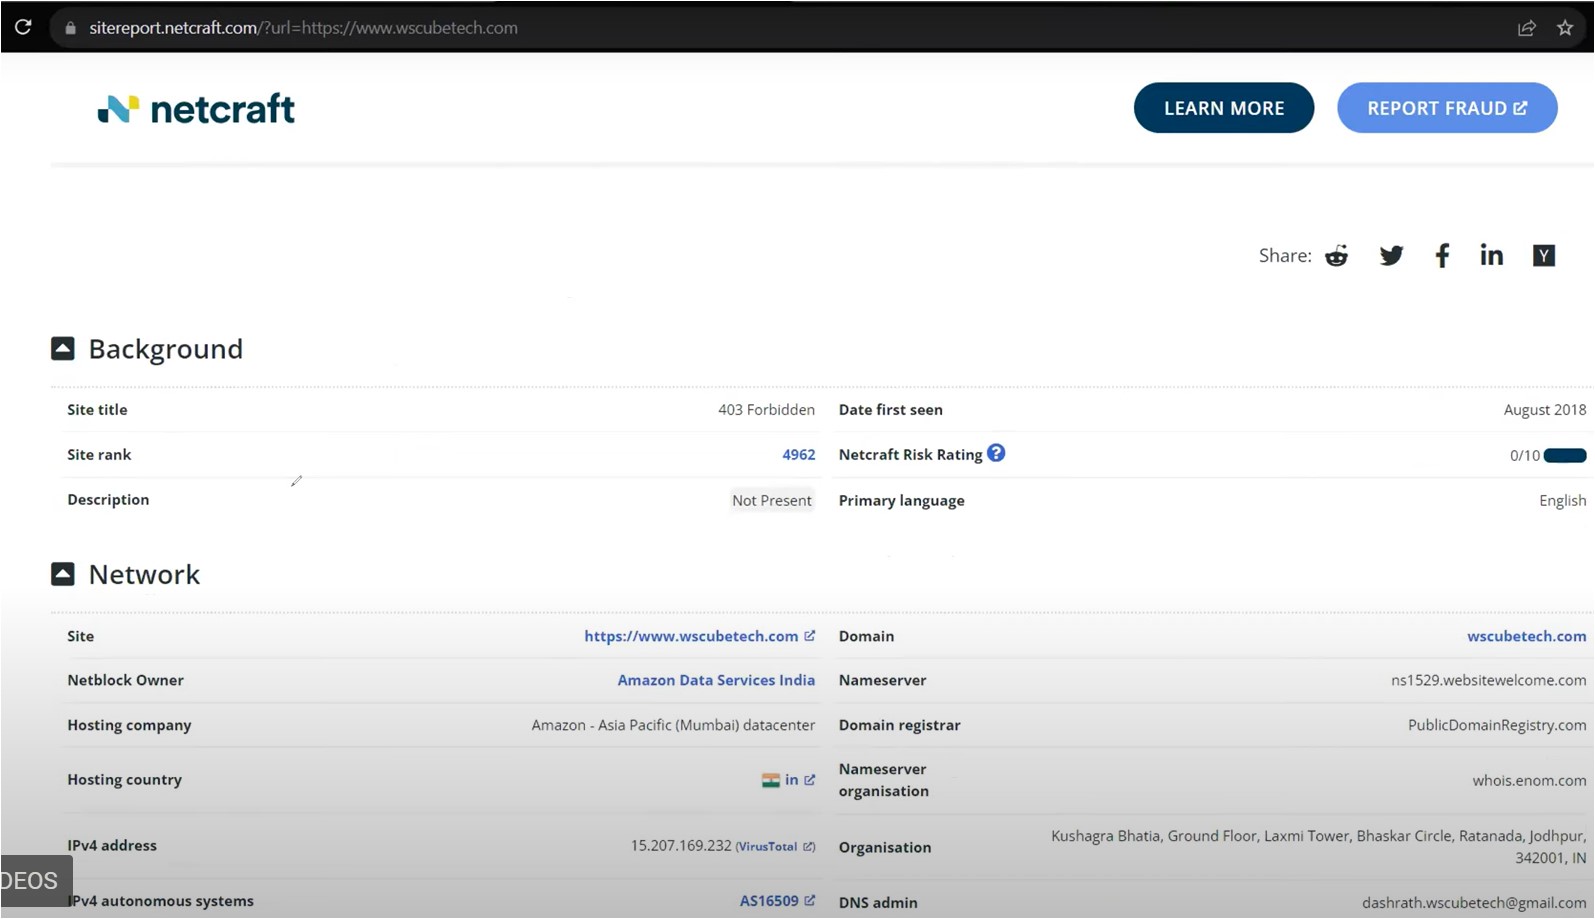 sitereport.netcraft.com/?url=https://www.wscubetech.com
netcraft
LEARN MORE
REPORT FRAUD
Share:
Background
Site title 403 Forbidden Date first seen August 2018
Site rank 4962 Netcraft Risk Rating ? 0/10
Description Not Present Primary language English
Network
Site https://www.wscubetech.com Domain wscubetech.com
Netblock Owner Amazon Data Services India Nameserver ns1529.websitewelcome.com
Hosting company Amazon - Asia Pacific (Mumbai) datacenter Domain registrar PublicDomainRegistry.com
Hosting country in Nameserver organisation whois.enom.com
IPv4 address 15.207.169.232 (VirusTotal) Organisation Kushagra Bhatia, Ground Floor, Laxmi Tower, Bhaskar Circle, Ratanada, Jodhpur,
342001, IN
DEOS
IPv4 autonomous systems AS16509 DNS admin dashrath.wscubetech@gmail.com